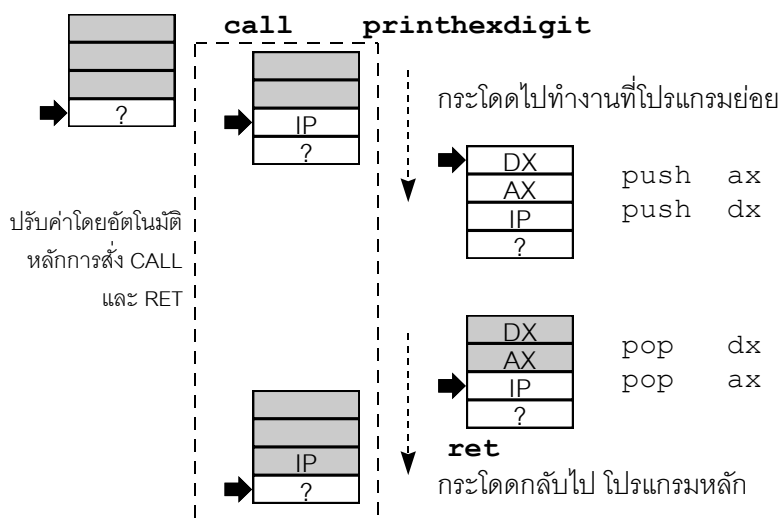 call printhexdigit
?
IP
?
กระโดดไปทำงานที่โปรแกรมย่อย
DX
AX
IP
?
push ax
push dx
ปรับค่าโดยอัตโนมัติ
หลักการสั่ง CALL
และ RET
DX
AX
IP
?
pop dx
pop ax
ret
กระโดดกลับไป โปรแกรมหลัก
IP
?